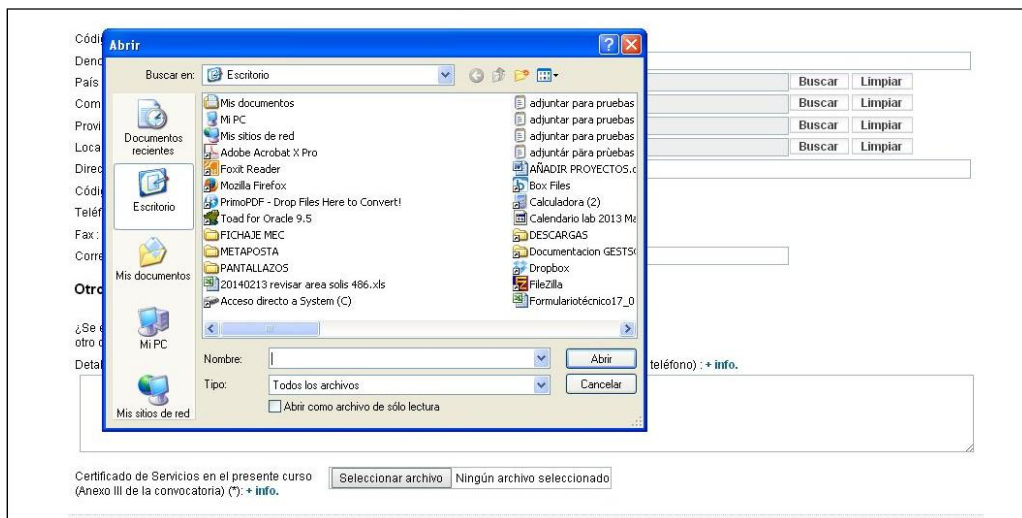 Abrir
Buscar en: Escritorio
Documentos recientes
Escritorio
Mis documentos
Mi PC
Mis sitios de red
Mis documentos
Mi PC
Mis sitios de red
Adobe Acrobat X Pro
Foxit Reader
Mozilla Firefox
PrimoPDF - Drop Files Here to Convert!
Toad for Oracle 9.5
FICHAJE MEC
METAPOSTA
PANTALLAZOS
20140213 revisar area solis 486.xls
Acceso directo a System (C)
adjuntar para pruebas
adjuntar para pruebas
adjuntar para pruebas
adjuntár pära prùebas
AÑADIR PROYECTOS.d
Box Files
Calculadora (2)
Calendario lab 2013 Ma
DESCARGAS
Documentacion GESTS
Dropbox
FileZilla
Formulariotécnico17_0
Nombre: Abrir
Tipo: Todos los archivos Cancelar
Abrir como archivo de sólo lectura
Códi
Deno
País Buscar Limpiar
Com Buscar Limpiar
Provi Buscar Limpiar
Loca Buscar Limpiar
Direc
Códi
Teléf
Fax :
Corre
Otro
¿Se e
otro c
Detal teléfono) : + info.
Certificado de Servicios en el presente curso Seleccionar archivo Ningún archivo seleccionado
(Anexo III de la convocatoria) (*): + info.